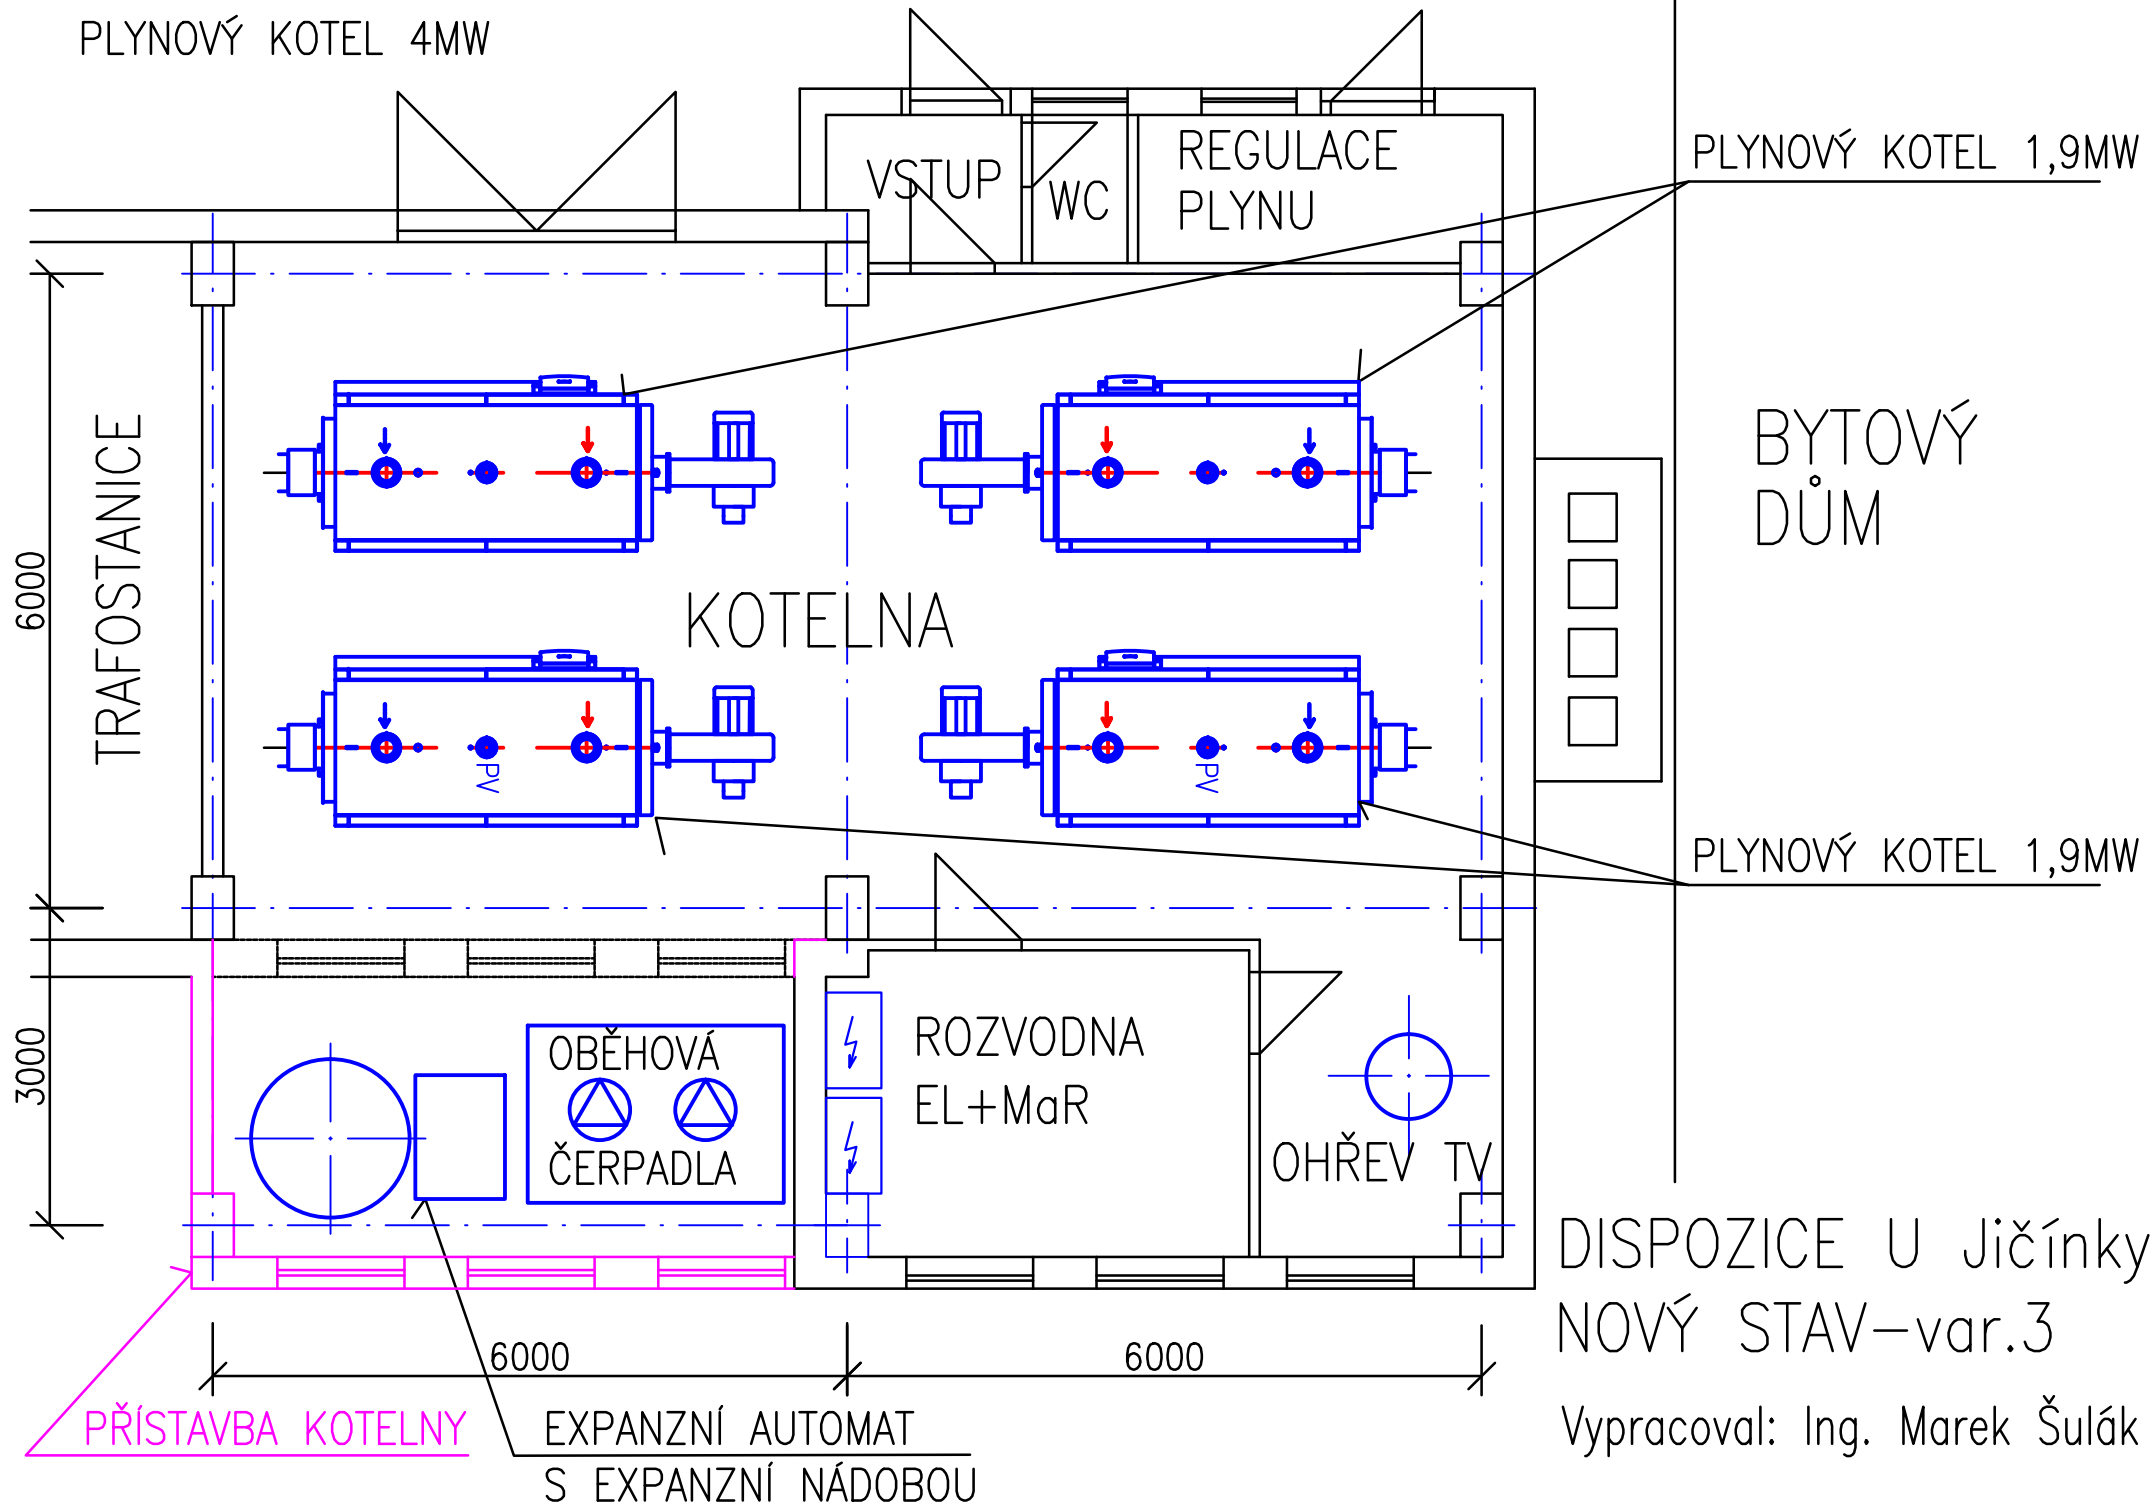 PLYNOVÝ KOTEL 4MW
VSTUP
WC
REGULACE
PLYNU
PLYNOVÝ KOTEL 1,9MW
TRAFOSTANICE
6000
KOTELNA
BYTOVÝ
DŮM
PV
PV
PLYNOVÝ KOTEL 1,9MW
3000
OBĚHOVÁ
ČERPADLA
ROZVODNA
EL+MaR
OHŘEV TV
DISPOZICE U Jičínky
NOVÝ STAV-var.3
Vypracoval: Ing. Marek Šulák
6000
6000
PŘÍSTAVBA KOTELNY
EXPANZNÍ AUTOMAT
S EXPANZNÍ NÁDOBOU